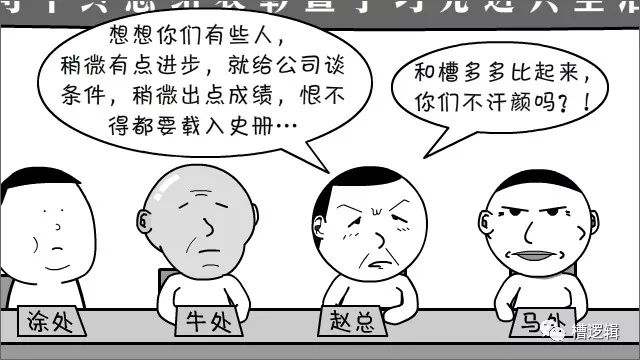 想想你们有些人，
稍微有点进步，就给公司谈
条件，稍微出点成绩，恨不
得都要载入史册…
和槽多多比起来，
你们不汗颜吗？！
涂处
牛处
赵总
马处
槽逻辑